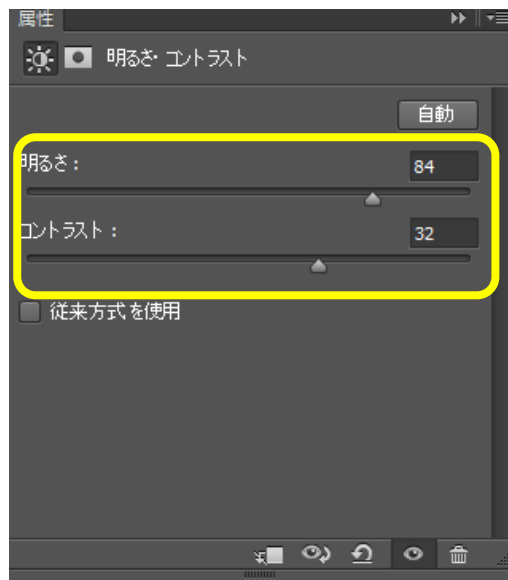 属性
明るさ・コントラスト
自動
明るさ：
84
コントラスト：
32
従来方式を使用